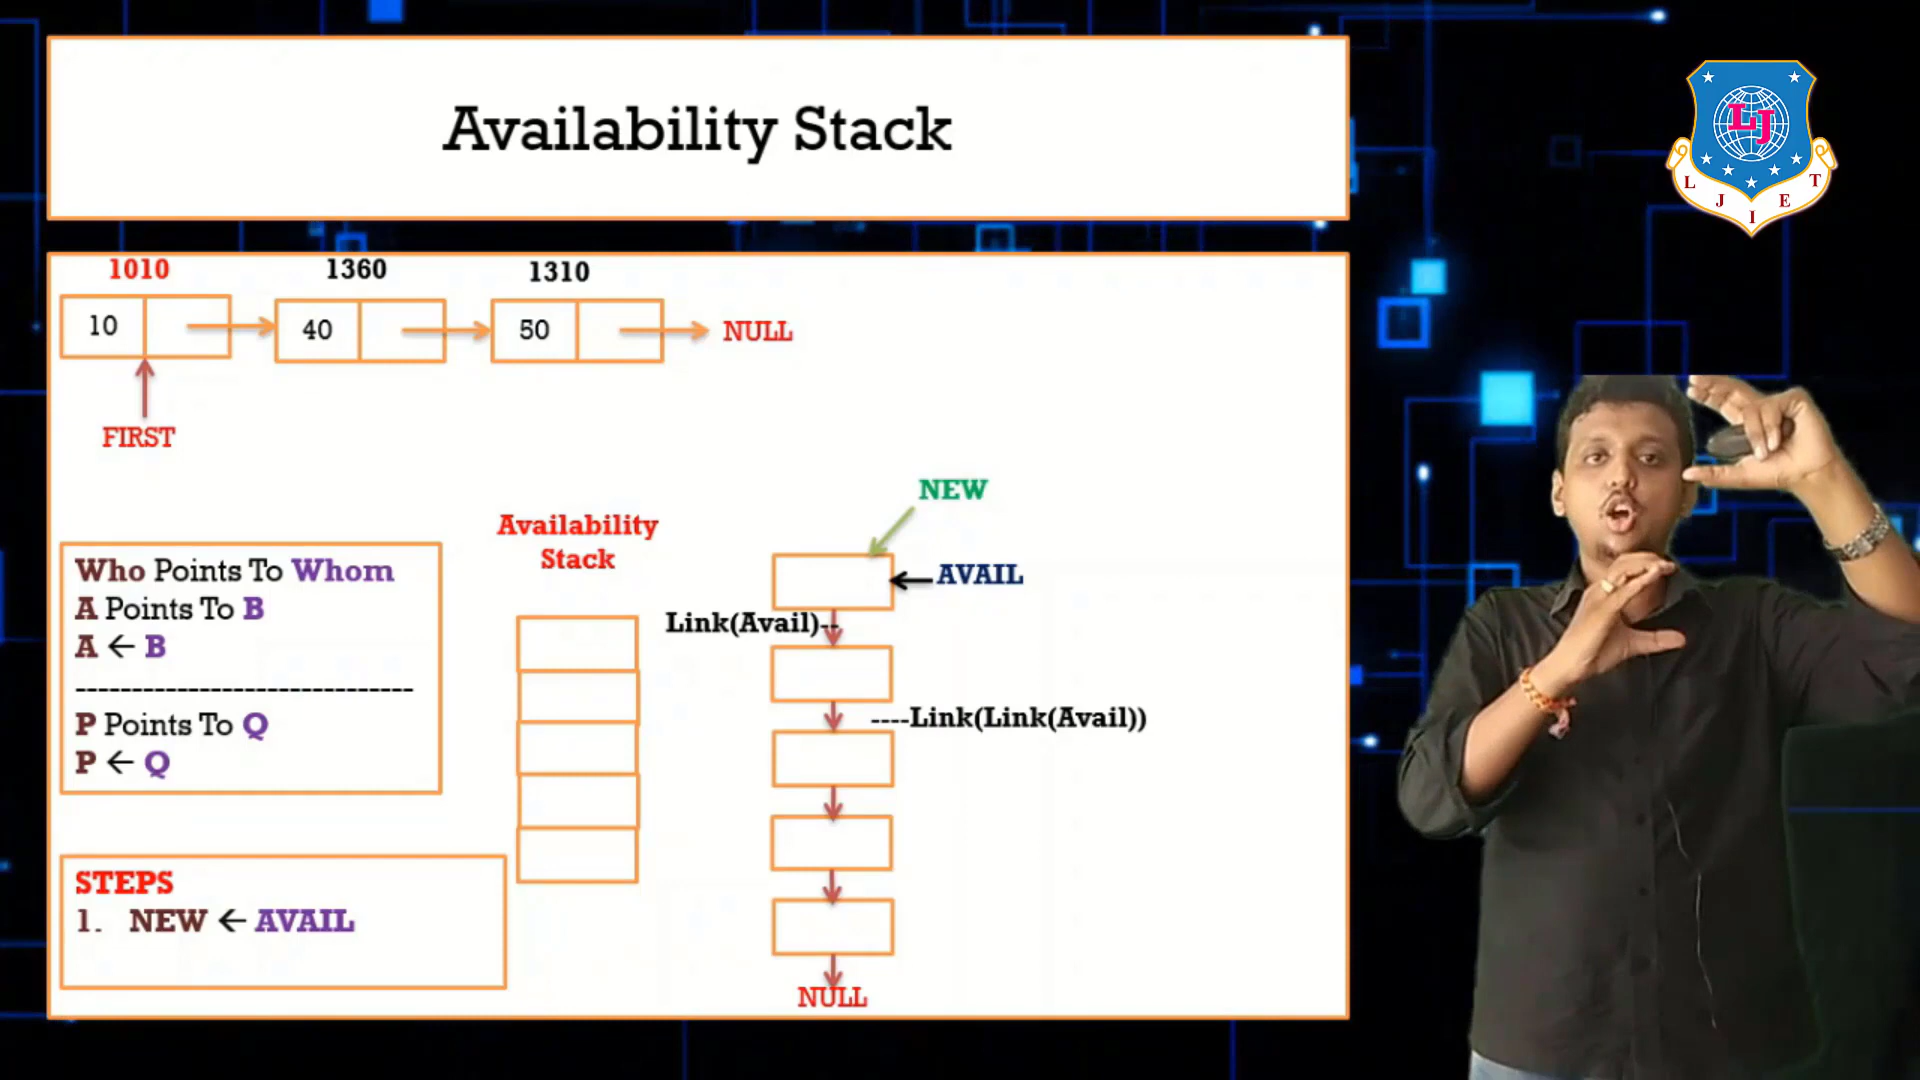 Availability Stack
L J
L J I E T
1010 1360 1310
10 40 50 NULL
FIRST
NEW
Availability
Stack
AVAIL
Who Points To Whom
A Points To B
A ← B
------------------------------
P Points To Q
P ← Q
Link(Avail)--
----Link(Link(Avail))
STEPS
1. NEW ← AVAIL
NULL